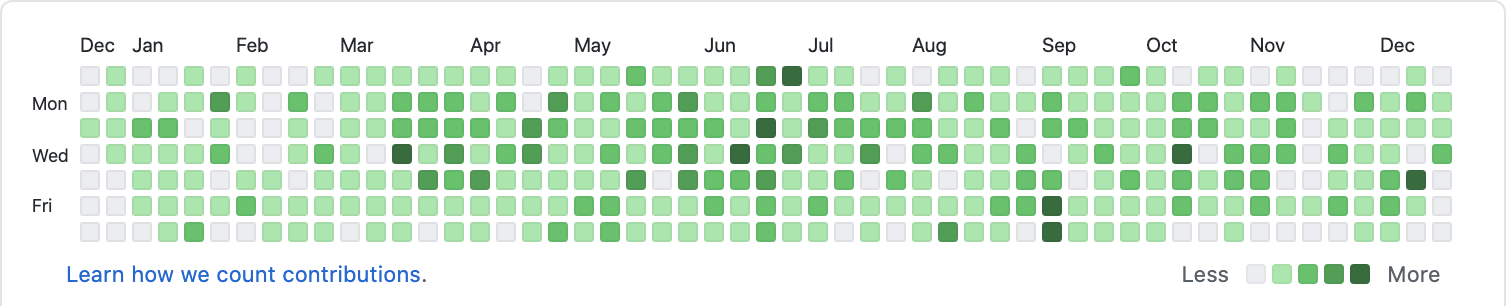 Dec Jan Feb Mar Apr May Jun Jul Aug Sep Oct Nov Dec
Mon
Wed
Fri
Learn how we count contributions.
Less More